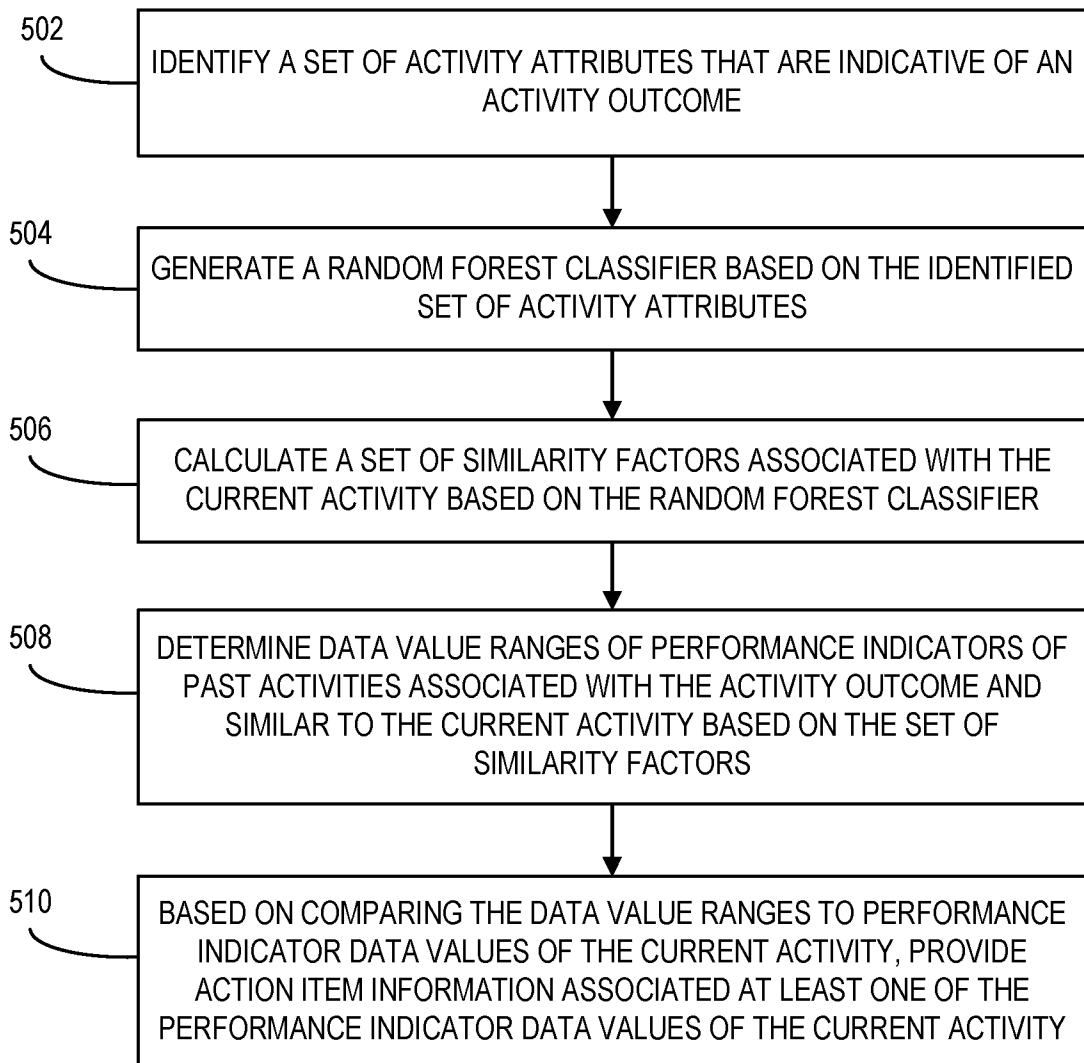 502
IDENTIFY A SET OF ACTIVITY ATTRIBUTES THAT ARE INDICATIVE OF AN
ACTIVITY OUTCOME
504
GENERATE A RANDOM FOREST CLASSIFIER BASED ON THE IDENTIFIED
SET OF ACTIVITY ATTRIBUTES
506
CALCULATE A SET OF SIMILARITY FACTORS ASSOCIATED WITH THE
CURRENT ACTIVITY BASED ON THE RANDOM FOREST CLASSIFIER
508
DETERMINE DATA VALUE RANGES OF PERFORMANCE INDICATORS OF
PAST ACTIVITIES ASSOCIATED WITH THE ACTIVITY OUTCOME AND
SIMILAR TO THE CURRENT ACTIVITY BASED ON THE SET OF
SIMILARITY FACTORS
510
BASED ON COMPARING THE DATA VALUE RANGES TO PERFORMANCE
INDICATOR DATA VALUES OF THE CURRENT ACTIVITY, PROVIDE
ACTION ITEM INFORMATION ASSOCIATED AT LEAST ONE OF THE
PERFORMANCE INDICATOR DATA VALUES OF THE CURRENT ACTIVITY